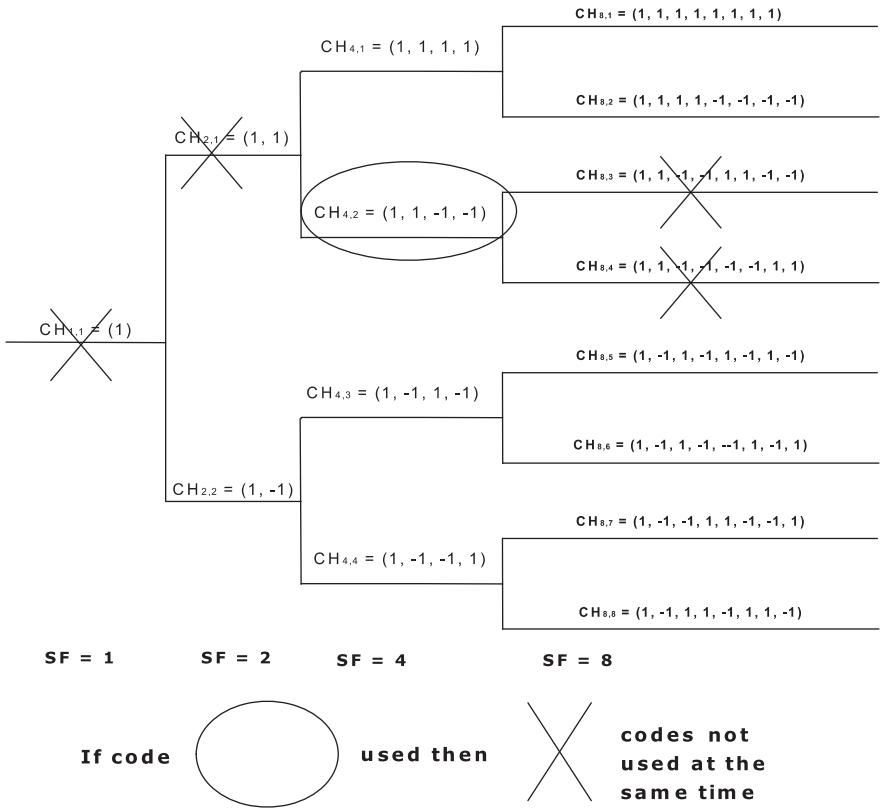 CH8,1 = (1, 1, 1, 1, 1, 1, 1, 1)
CH4,1 = (1, 1, 1, 1)
CH8,2 = (1, 1, 1, 1, -1, -1, -1, -1)
CH2,1 = (1, 1)
CH8,3 = (1, 1, -1, -1, 1, 1, -1, -1)
CH4,2 = (1, 1, -1, -1)
CH8,4 = (1, 1, -1, -1, -1, -1, 1, 1)
CH1,1 = (1)
CH8,5 = (1, -1, 1, -1, 1, -1, 1, -1)
CH4,3 = (1, -1, 1, -1)
CH8,6 = (1, -1, 1, -1, --1, 1, -1, 1)
CH2,2 = (1, -1)
CH8,7 = (1, -1, -1, 1, 1, -1, -1, 1)
CH4,4 = (1, -1, -1, 1)
CH8,8 = (1, -1, 1, 1, -1, 1, 1, -1)
SF = 1 SF = 2 SF = 4 SF = 8
If code used then codes not
used at the
same time